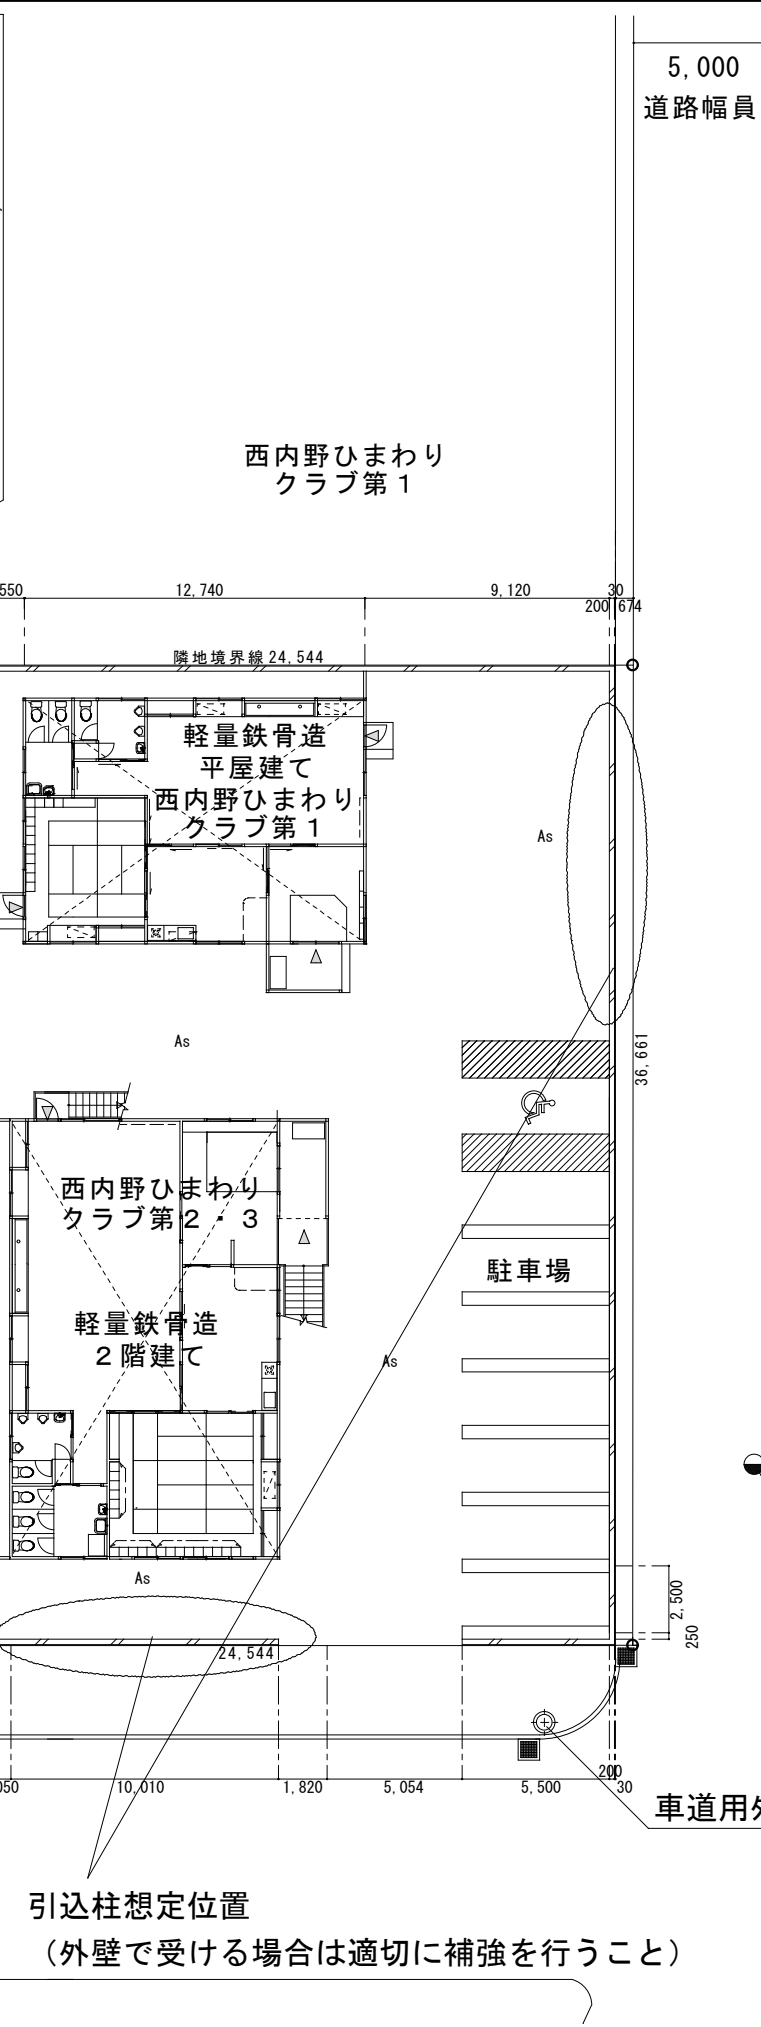 5,000
道路幅員
西内野ひまわり
クラブ第１
550
12,740
9,120
30
200
674
隣地境界線 24,544
軽量鉄骨造
平屋建て
西内野ひまわり
クラブ第１
As
As
36,661
西内野ひまわり
クラブ第２・３
駐車場
軽量鉄骨造
２階建て
As
As
2,500
250
24,544
050
10,010
1,820
5,054
5,500
200
30
車道用
引込柱想定位置
（外壁で受ける場合は適切に補強を行うこと）